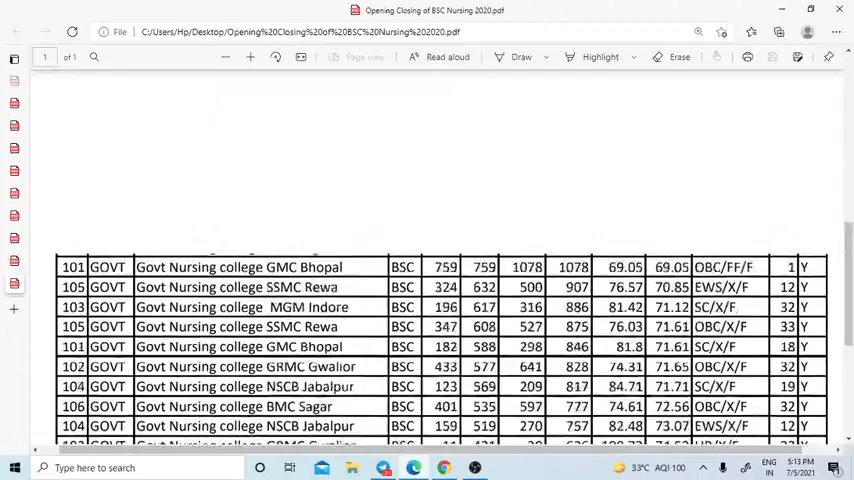 Opening Closing of BSC Nursing 2020.pdf
File C:/Users/Hp/Desktop/Opening%20Closing%20of%20BSC%20Nursing%202020.pdf
1 of 1 Page view Read aloud Draw Highlight Erase
101 GOVT Govt Nursing college GMC Bhopal BSC 759 759 1078 1078 69.05 69.05 OBC/FF/F 1 Y
105 GOVT Govt Nursing college SSMC Rewa BSC 324 632 500 907 76.57 70.85 EWS/X/F 12 Y
103 GOVT Govt Nursing college MGM Indore BSC 196 617 316 886 81.42 71.12 SC/X/F 32 Y
105 GOVT Govt Nursing college SSMC Rewa BSC 347 608 527 875 76.03 71.61 OBC/X/F 33 Y
101 GOVT Govt Nursing college GMC Bhopal BSC 182 588 298 846 81.8 71.61 SC/X/F 18 Y
102 GOVT Govt Nursing college GRMC Gwalior BSC 433 577 641 828 74.31 71.65 OBC/X/F 32 Y
104 GOVT Govt Nursing college NSCB Jabalpur BSC 123 569 209 817 84.71 71.71 SC/X/F 19 Y
106 GOVT Govt Nursing college BMC Sagar BSC 401 535 597 777 74.61 72.56 OBC/X/F 32 Y
104 GOVT Govt Nursing college NSCB Jabalpur BSC 159 519 270 757 82.48 73.07 EWS/X/F 12 Y
Type here to search 33°C AQI 100 ENG 5:13 PM
IN 7/5/2021